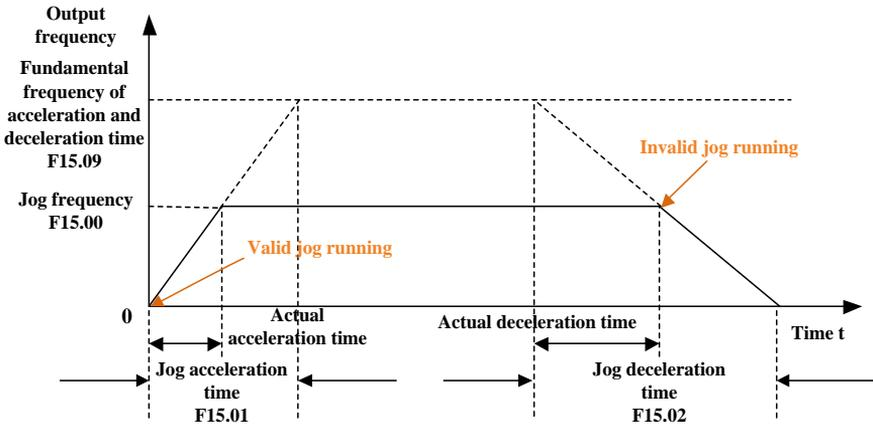 Output
frequency
Fundamental
frequency of
acceleration and
deceleration time
F15.09
Invalid jog running
Jog frequency
F15.00
Valid jog running
0
Actual
acceleration time
Actual deceleration time
Time t
Jog acceleration
time
F15.01
Jog deceleration
time
F15.02